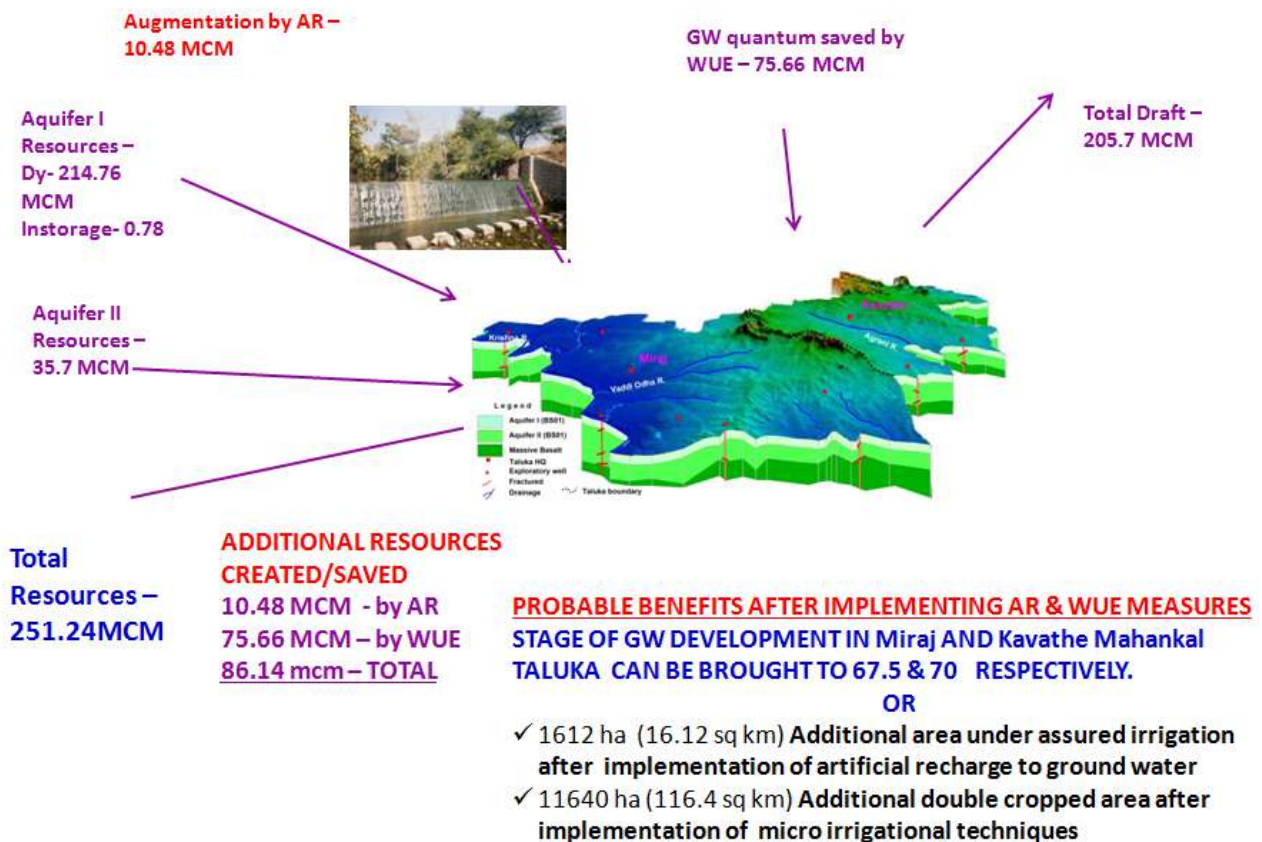 Augmentation by AR –
10.48 MCM
GW quantum saved by
WUE – 75.66 MCM
Total Draft –
205.7 MCM
Aquifer I
Resources –
Dy- 214.76
MCM
Instorage- 0.78
Aquifer II
Resources –
35.7 MCM
Krishna R.
Miraj
Yaddi Odha R.
Agrani R.
Legend
Aquifer I (BS01)
Aquifer II (BS01)
Massive Basalt
Taluka HQ
Exploratory well
Fractured
Drainage
Taluka boundary
Total
Resources –
251.24MCM
ADDITIONAL RESOURCES
CREATED/SAVED
10.48 MCM - by AR
75.66 MCM – by WUE
86.14 mcm – TOTAL
PROBABLE BENEFITS AFTER IMPLEMENTING AR & WUE MEASURES
STAGE OF GW DEVELOPMENT IN Miraj AND Kavathe Mahankal
TALUKA CAN BE BROUGHT TO 67.5 & 70 RESPECTIVELY.
OR
✓ 1612 ha (16.12 sq km) Additional area under assured irrigation
after implementation of artificial recharge to ground water
✓ 11640 ha (116.4 sq km) Additional double cropped area after
implementation of micro irrigational techniques